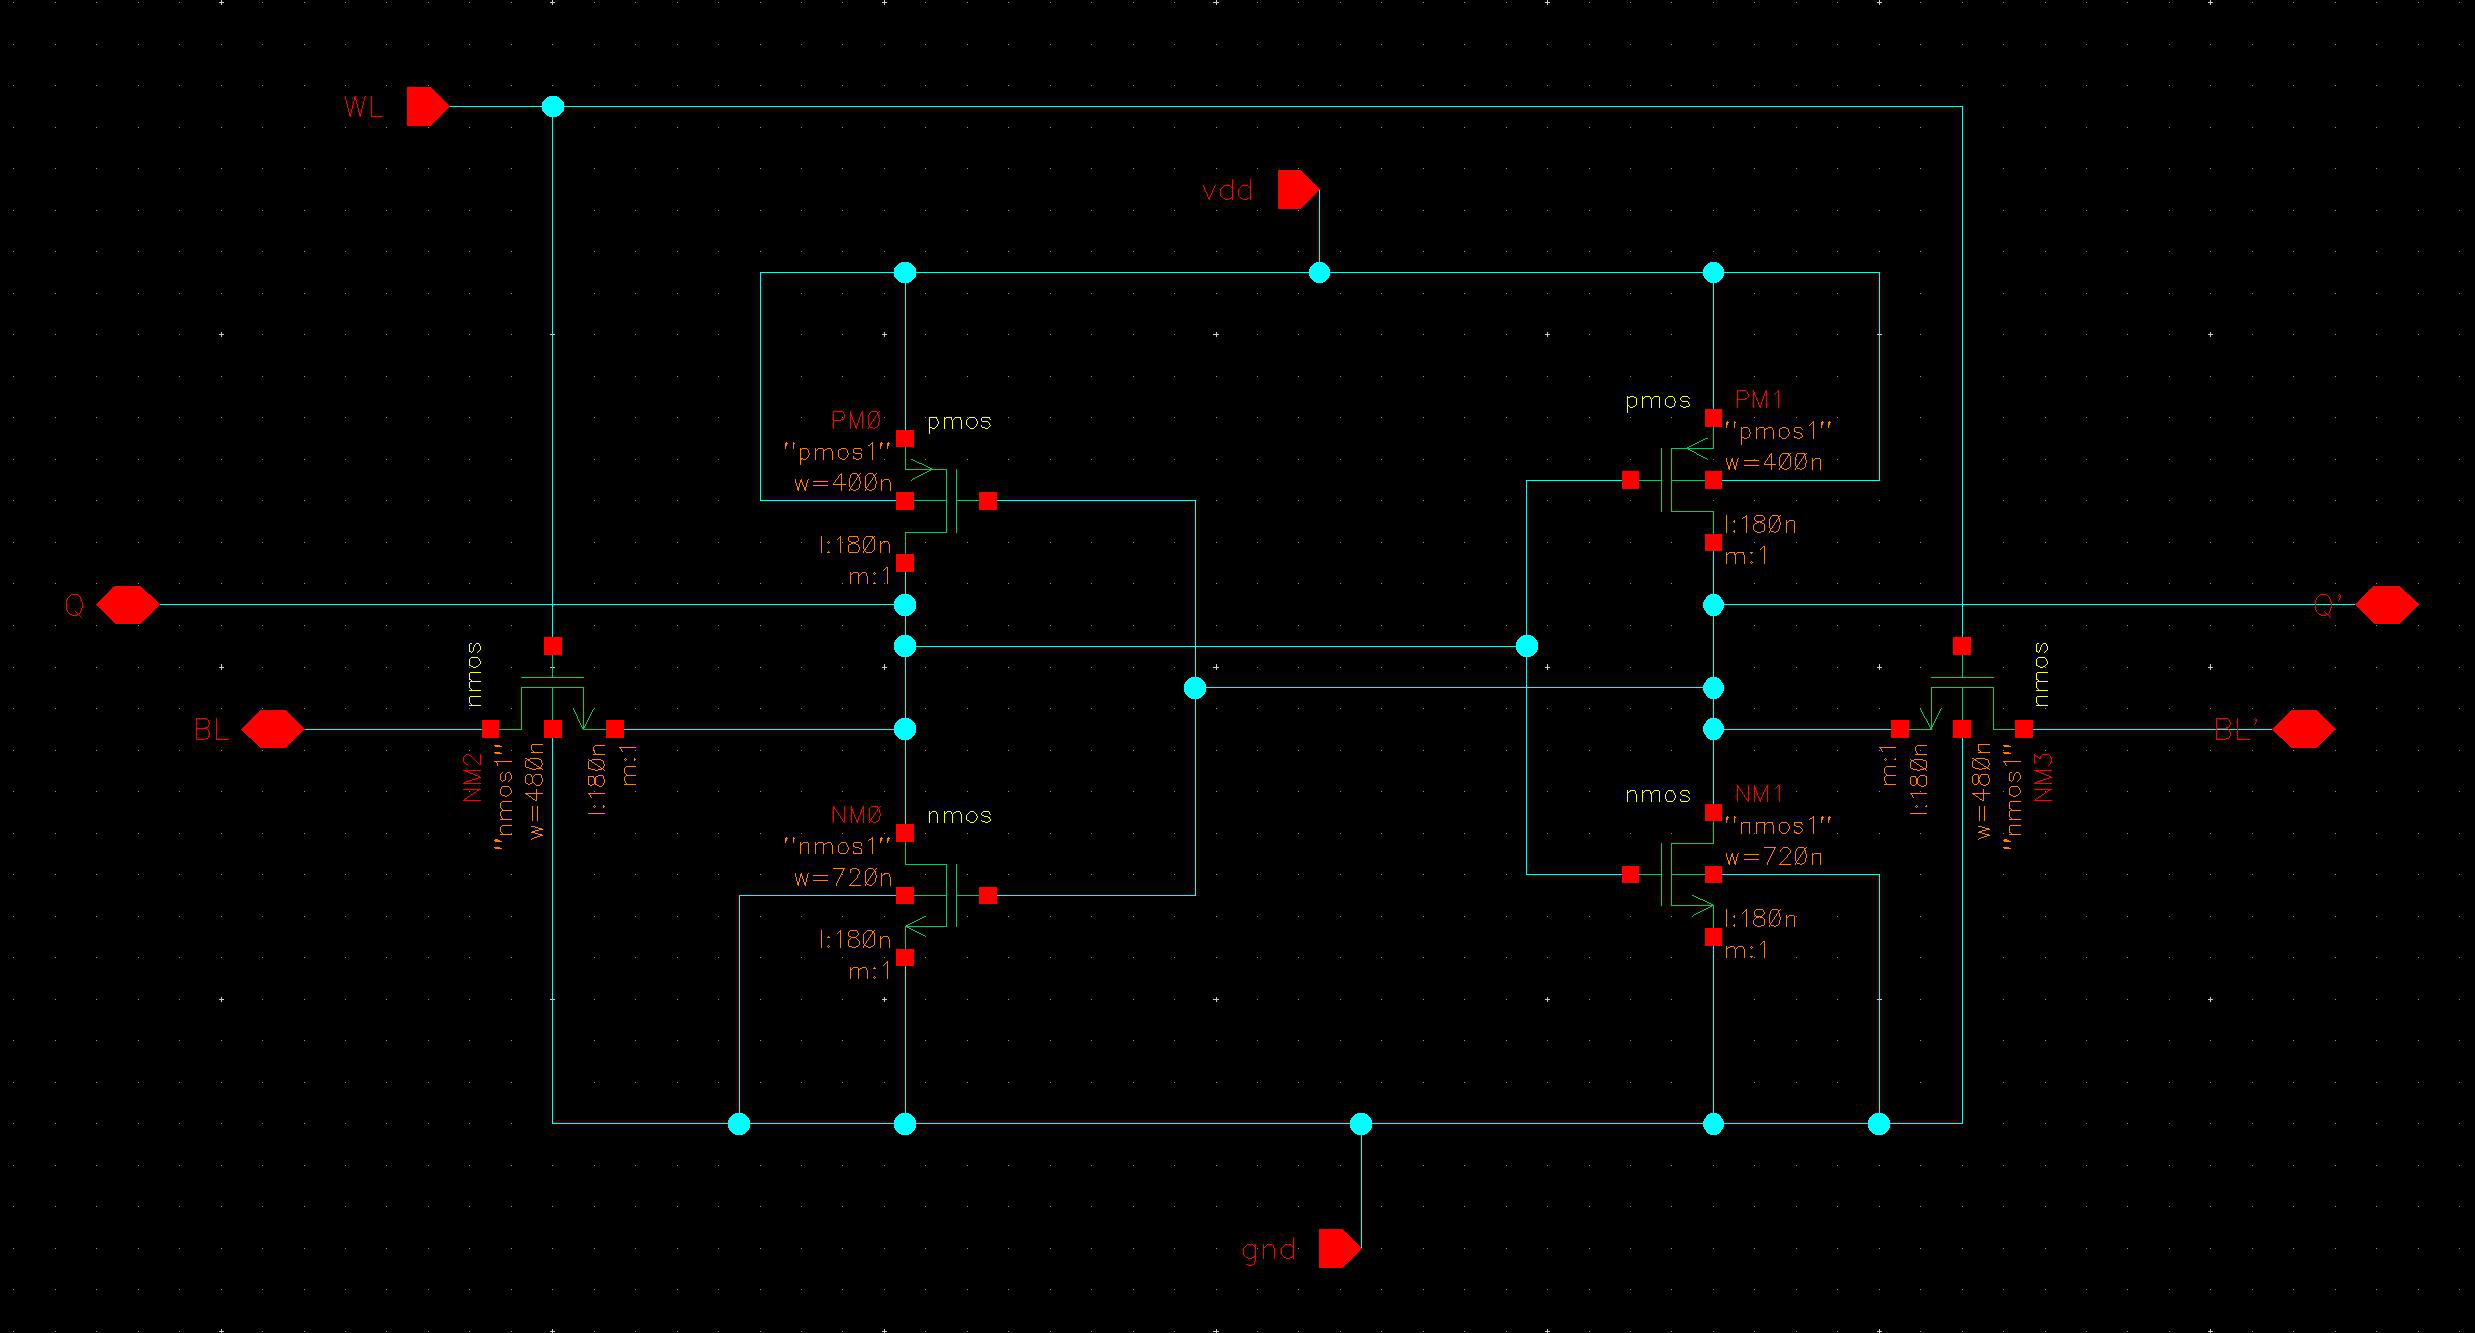 WL
vdd
PM0
pmos
"pmos1"
w=400n
l:180n
m:1
pmos
PM1
"pmos1"
w=400n
l:180n
m:1
Q
Q'
nmos
BL
NM2
"nmos1"
w=480n
l:180n
m:1
nmos
BL'
m:1
l:180n
w=480n
"nmos1"
NM3
NM0
nmos
"nmos1"
w=720n
l:180n
m:1
nmos
NM1
"nmos1"
w=720n
l:180n
m:1
gnd